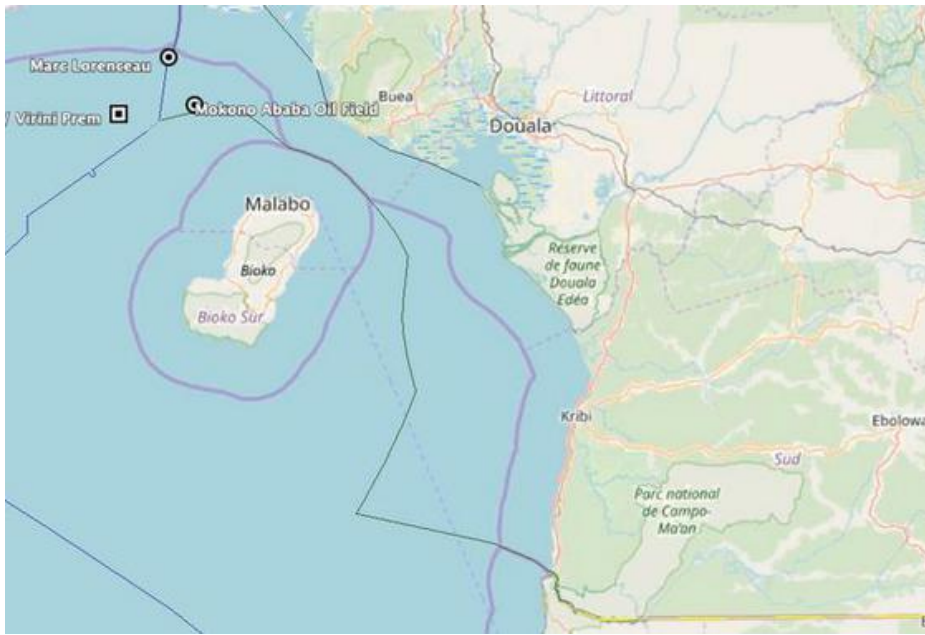 Marc Lorenceau
/ Virini Prem
Mokono Ababa Oil Field
Buea
Littoral
Douala
Malabo
Bioko
Bioko Sur
Réserve
de faune
Douala
Edéa
Kribi
Ebolowa
Sud
Parc national
de Campo-
Ma'an